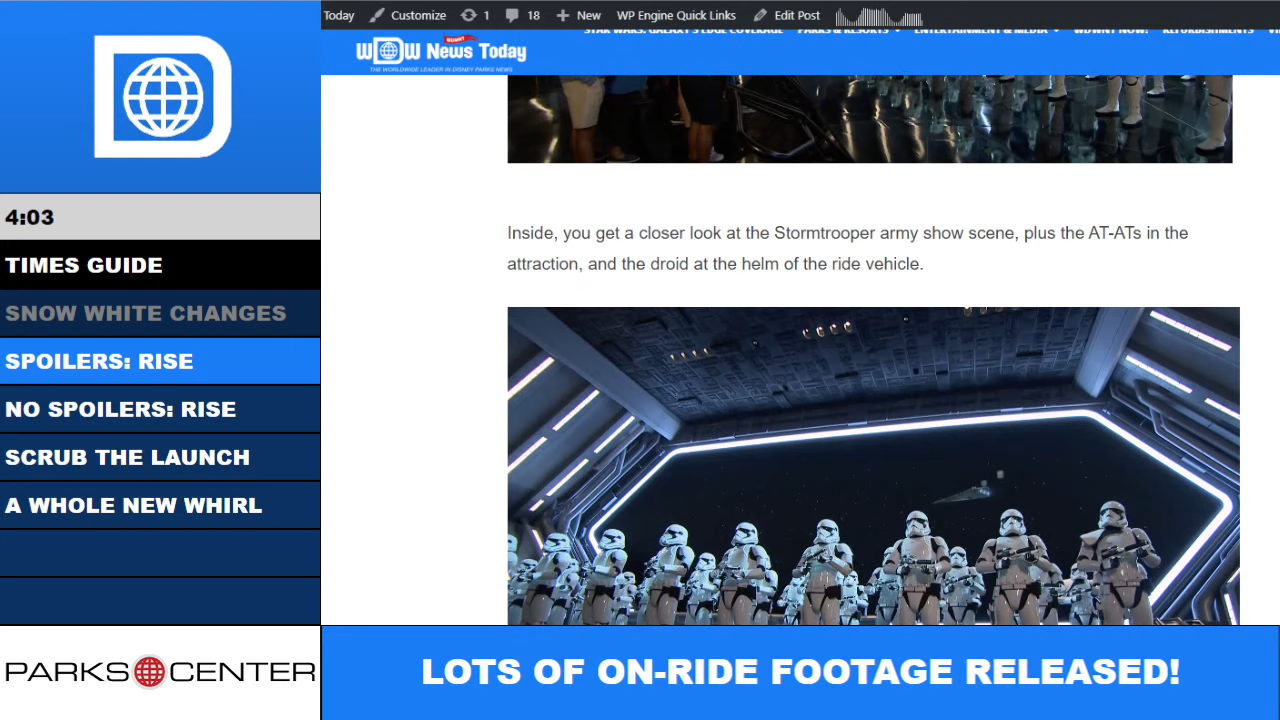 Today Customize 1 18 New WP Engine Quick Links Edit Post
STAR WARS: GALAXY'S EDGE COVERAGE PARKS & RESORTS ENTERTAINMENT & MEDIA WDWNT NOW! REFURBISHMENTS
WDW News Today
THE WORLDWIDE LEADER IN DISNEY PARKS NEWS
4:03
TIMES GUIDE
SNOW WHITE CHANGES
SPOILERS: RISE
NO SPOILERS: RISE
SCRUB THE LAUNCH
A WHOLE NEW WHIRL
Inside, you get a closer look at the Stormtrooper army show scene, plus the AT-ATs in the
attraction, and the droid at the helm of the ride vehicle.
PARKSCENTER
LOTS OF ON-RIDE FOOTAGE RELEASED!